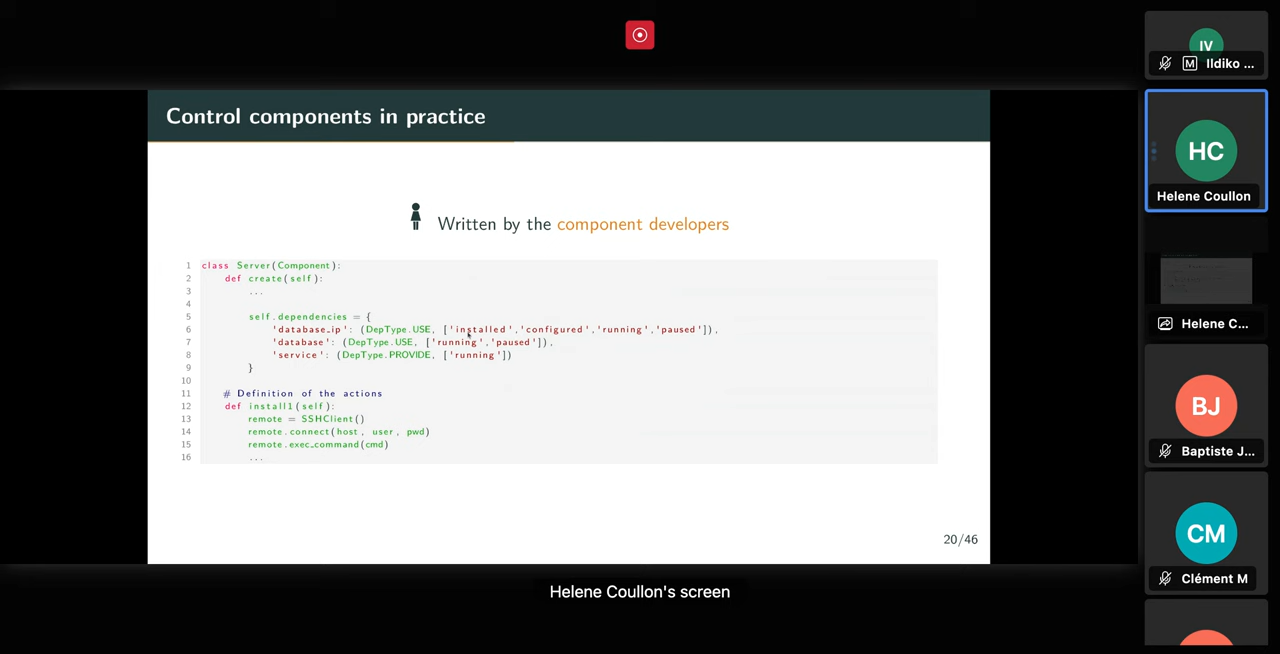 Control components in practice
Written by the component developers
1 class Server(Component):
2 def create(self):
3 ...
4
5 self.dependencies = {
6 'database_ip': (DepType.USE, ['installed','configured','running','paused']),
7 'database': (DepType.USE, ['running','paused']),
8 'service': (DepType.PROVIDE, ['running'])
9 }
10
11 # Definition of the actions
12 def install1(self):
13 remote = SSHClient()
14 remote.connect(host, user, pwd)
15 remote.exec_command(cmd)
16 ...
20/46
Helene Coullon's screen
IV
M Ildiko ...
HC
Helene Coullon
Helene C...
BJ
Baptiste J...
CM
Clément M